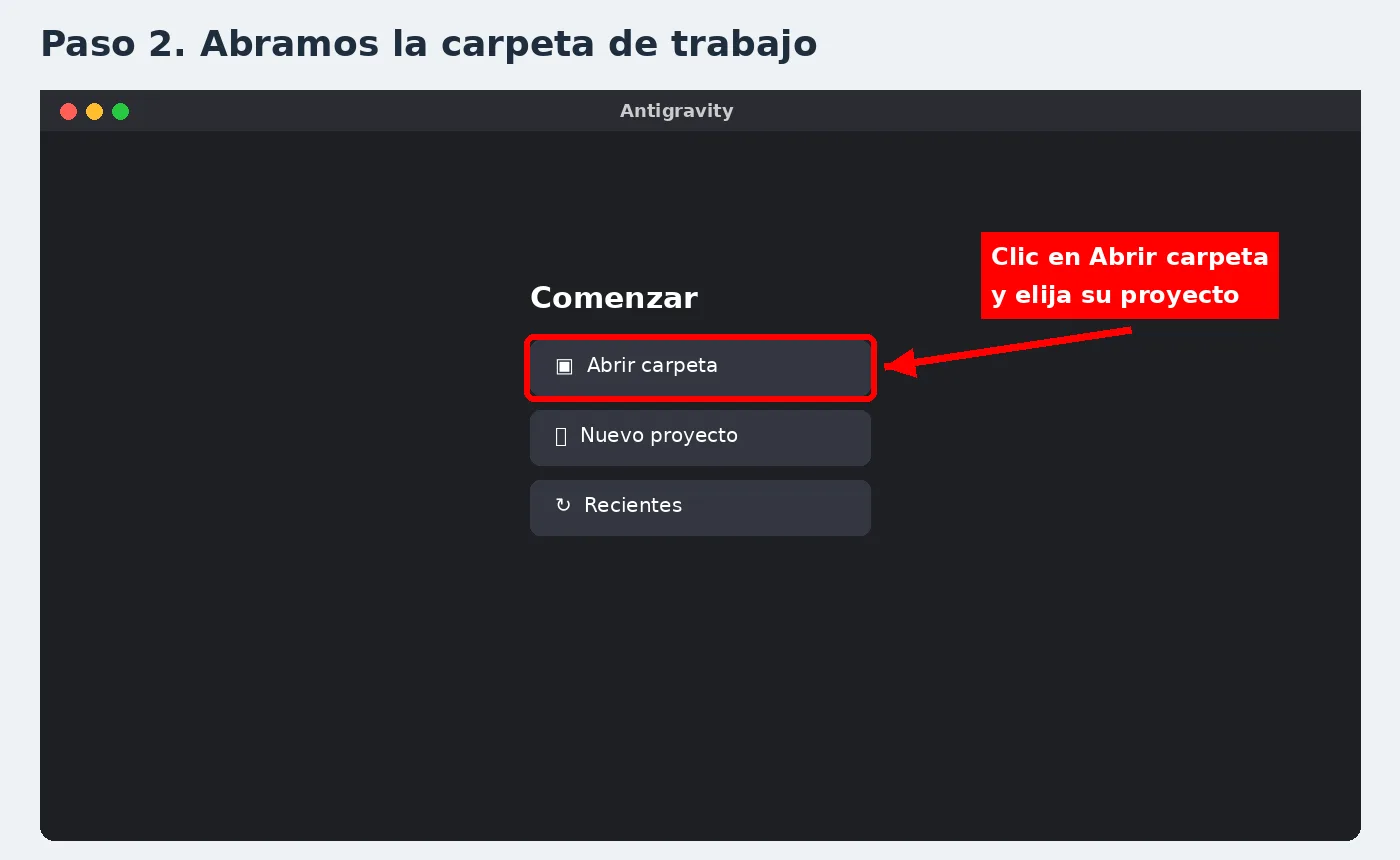 Paso 2. Abramos la carpeta de trabajo
Antigravity
Clic en Abrir carpeta
y elija su proyecto
Comenzar
Abrir carpeta
Nuevo proyecto
Recientes